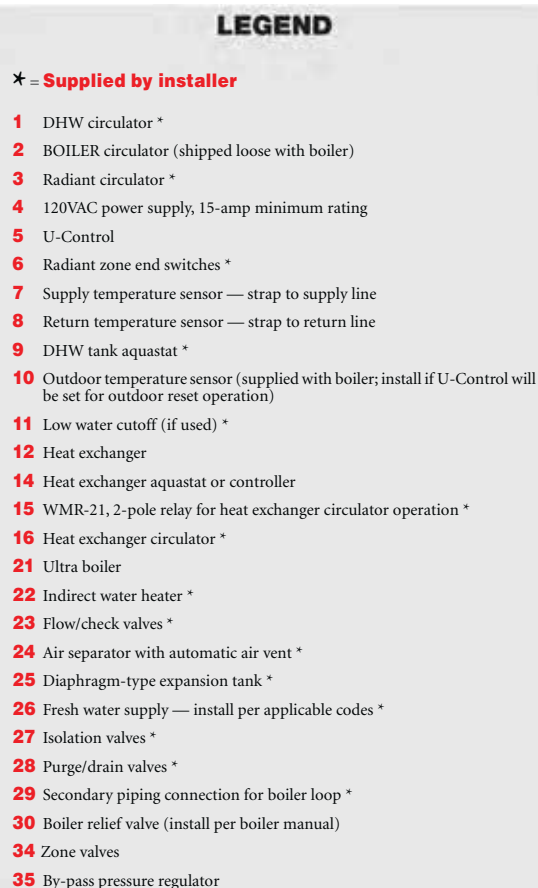 LEGEND
* = Supplied by installer
1 DHW circulator *
2 BOILER circulator (shipped loose with boiler)
3 Radiant circulator *
4 120VAC power supply, 15-amp minimum rating
5 U-Control
6 Radiant zone end switches *
7 Supply temperature sensor — strap to supply line
8 Return temperature sensor — strap to return line
9 DHW tank aquastat *
10 Outdoor temperature sensor (supplied with boiler; install if U-Control will
be set for outdoor reset operation)
11 Low water cutoff (if used) *
12 Heat exchanger
14 Heat exchanger aquastat or controller
15 WMR-21, 2-pole relay for heat exchanger circulator operation *
16 Heat exchanger circulator *
21 Ultra boiler
22 Indirect water heater *
23 Flow/check valves *
24 Air separator with automatic air vent *
25 Diaphragm-type expansion tank *
26 Fresh water supply — install per applicable codes *
27 Isolation valves *
28 Purge/drain valves *
29 Secondary piping connection for boiler loop *
30 Boiler relief valve (install per boiler manual)
34 Zone valves
35 By-pass pressure regulator